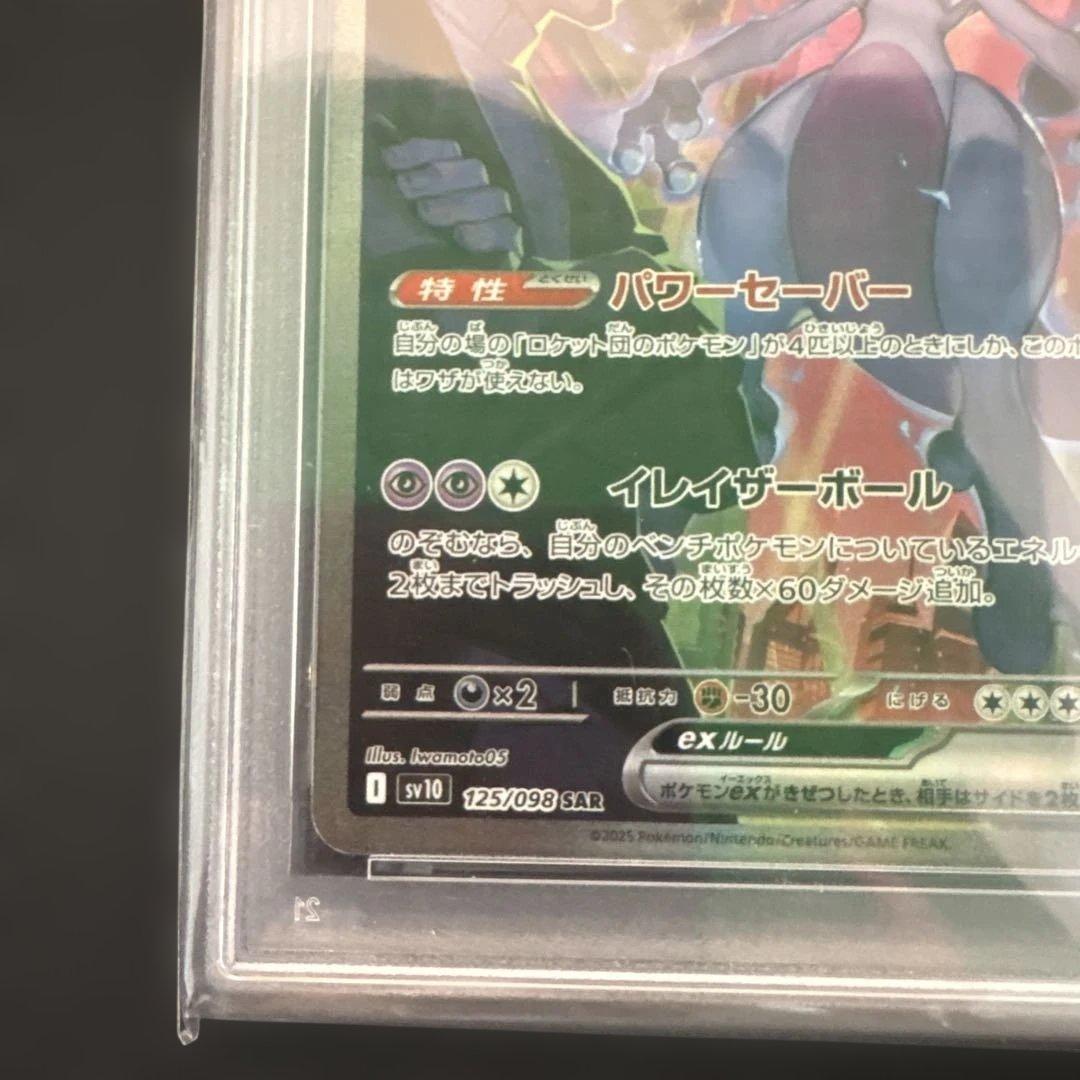 特性 とくせい パワーセーバー
自分の場の「ロケット団のポケモン」が4匹以上のときにしか、このポ
はワザが使えない。
イレイザーボール
のぞむなら、自分のベンチポケモンについているエネル
2枚までトラッシュし、その枚数×60ダメージ追加。
弱点 ×2 抵抗力 -30 にげる
exルール
Illus. Iwamoto05
ポケモンexがきぜつしたとき、相手はサイドを2枚
I sv10 125/098 SAR
©2025 Pokémon/Nintendo/Creatures/GAME FREAK.
21